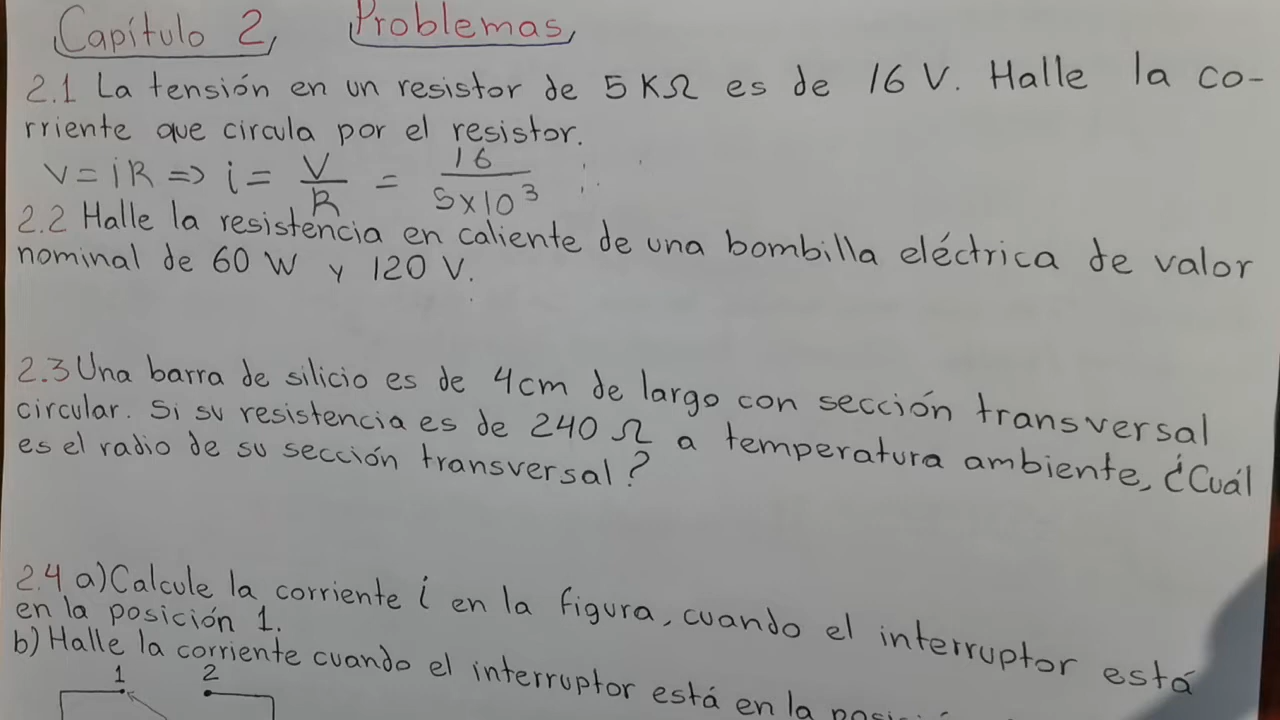 Capítulo 2 Problemas
2.1 La tensión en un resistor de 5 KΩ es de 16 V. Halle la co-
rriente que circula por el resistor.
V = iR => i = V/R = 16/5x10³
2.2 Halle la resistencia en caliente de una bombilla eléctrica de valor
nominal de 60 W y 120 V.
2.3 Una barra de silicio es de 4cm de largo con sección transversal
circular. Si su resistencia es de 240 Ω a temperatura ambiente, ¿Cuál
es el radio de su sección transversal?
2.4 a) Calcule la corriente i en la figura, cuando el interruptor está
en la posición 1.
b) Halle la corriente cuando el interruptor está en la
1 2